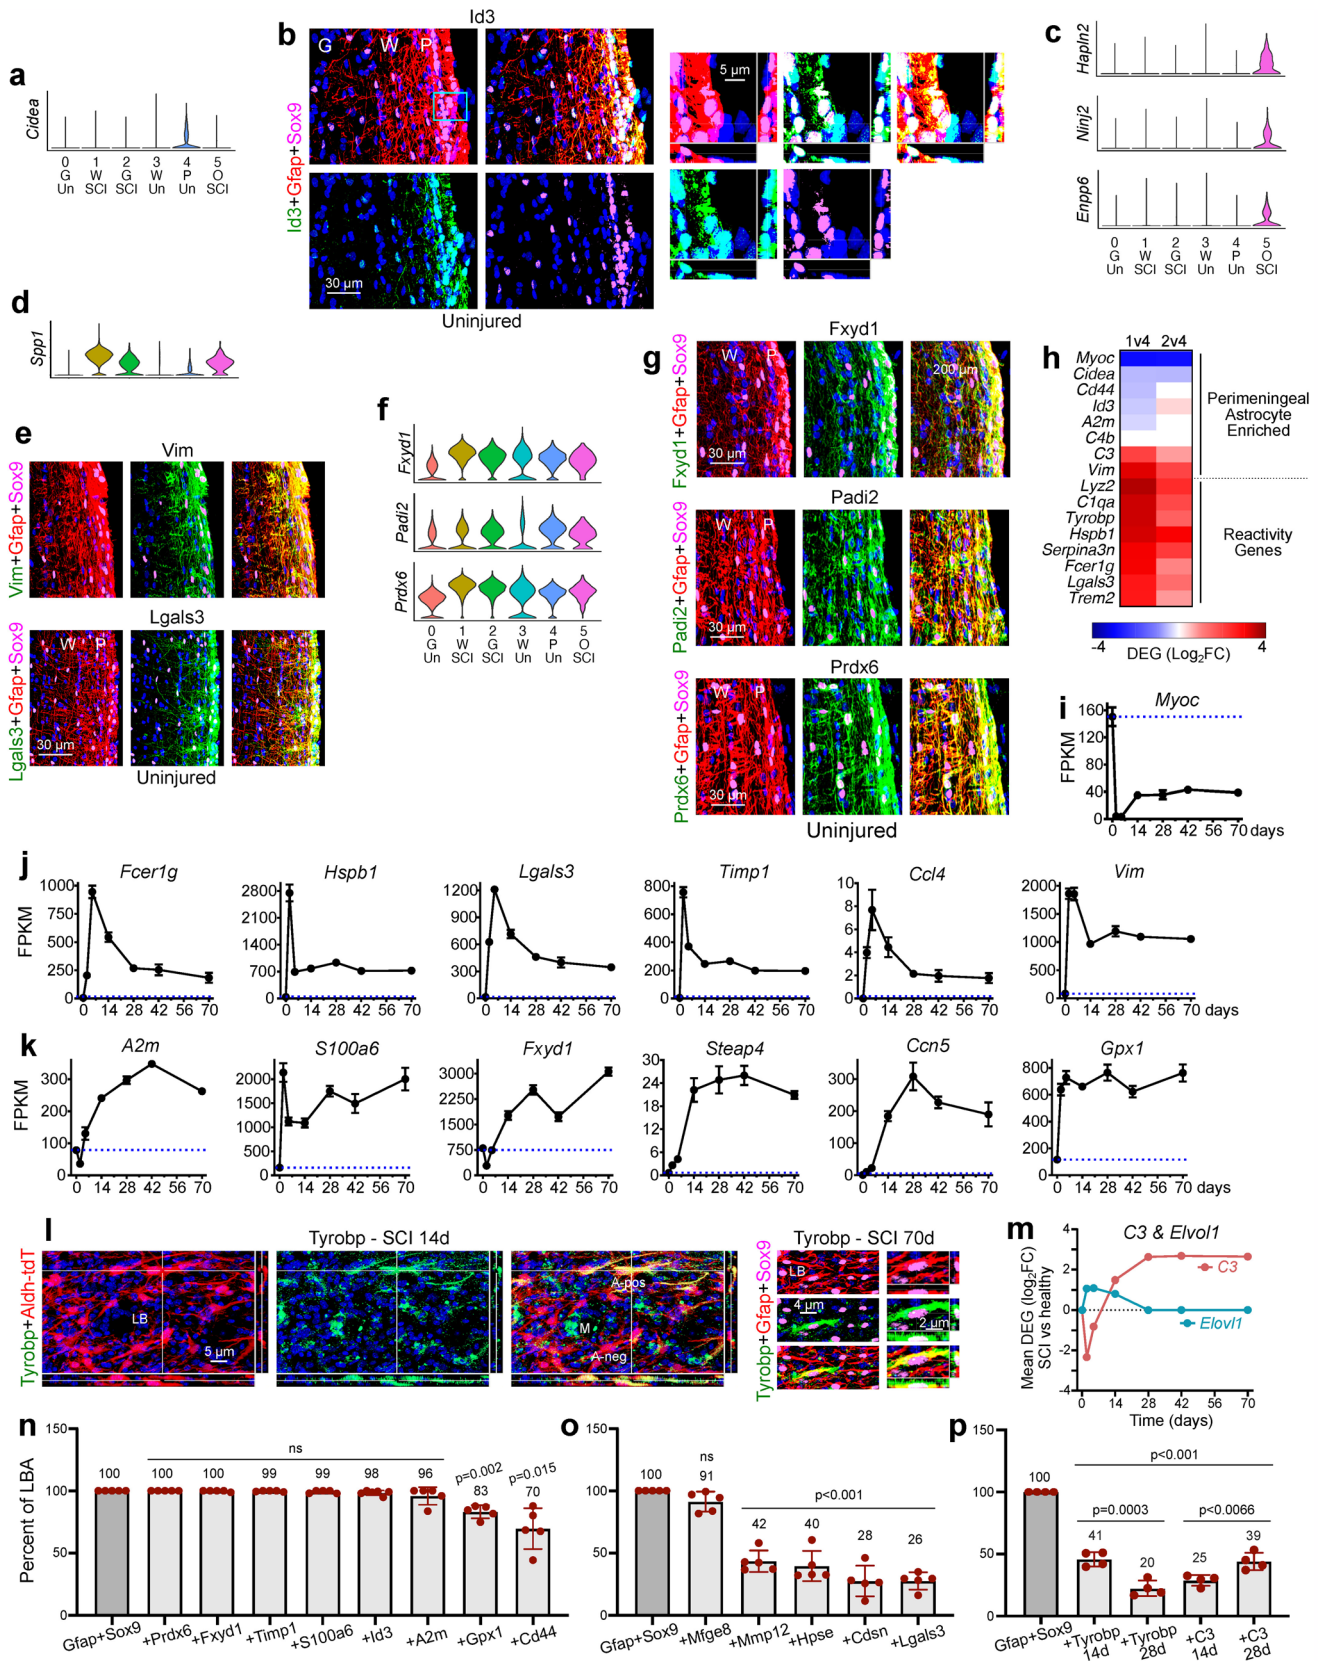 a
Cidea
0 1 2 3 4 5
G W G W P O
Un SCI SCI Un Un SCI
b
Id3
Id3+Gfap+Sox9
G W P
5 µm
30 µm
Uninjured
c
Hapln2
Ninj2
Enpp6
0 1 2 3 4 5
G W G W P O
Un SCI SCI Un Un SCI
d
Spp1
e
Vim
Vim+Gfap+Sox9
Lgals3
Lgals3+Gfap+Sox9
W P
30 µm
Uninjured
f
Fxyd1
Padi2
Prdx6
0 1 2 3 4 5
G W G W P O
Un SCI SCI Un Un SCI
g
Fxyd1
Fxyd1+Gfap+Sox9
W P
200 µm
30 µm
Padi2
Padi2+Gfap+Sox9
W P
30 µm
Prdx6
Prdx6+Gfap+Sox9
W P
30 µm
Uninjured
h
1v4 2v4
Myoc
Cidea
Cd44
Id3
A2m
C4b
C3
Vim
Lyz2
C1qa
Tyrobp
Hspb1
Serpina3n
Fcer1g
Lgals3
Trem2
Perimeningeal
Astrocyte
Enriched
Reactivity
Genes
-4 4
DEG (Log2FC)
i
Myoc
FPKM
160
120
80
40
0
0 14 28 42 56 70 days
j
FPKM
Fcer1g
1000
750
500
250
0
0 14 28 42 56 70
Hspb1
2800
2100
1400
700
0
0 14 28 42 56 70
Lgals3
1200
900
600
300
0
0 14 28 42 56 70
Timp1
800
600
400
200
0
0 14 28 42 56 70
Ccl4
10
8
6
4
2
0
0 14 28 42 56 70
Vim
2000
1500
1000
500
0
0 14 28 42 56 70 days
k
FPKM
A2m
300
200
100
0
0 14 28 42 56 70
S100a6
2000
1500
1000
500
0
0 14 28 42 56 70
Fxyd1
3000
2250
1500
750
0
0 14 28 42 56 70
Steap4
30
24
18
12
6
0
0 14 28 42 56 70
Ccn5
300
200
100
0
0 14 28 42 56 70
Gpx1
800
600
400
200
0
0 14 28 42 56 70 days
l
Tyrobp - SCI 14d
Tyrobp+Aldh-tdT
LB
5 µm
A-pos
M
A-neg
Tyrobp - SCI 70d
Tyrobp+Gfap+Sox9
LB
4 µm
2 µm
m
C3 & Elvol1
Mean DEG (log2FC)
SCI vs healthy
4
2
0
-2
-4
C3
Elovl1
0 14 28 42 56 70
Time (days)
n
Percent of LBA
150
100
50
0
ns
100 100 100 99 99 98 96
p=0.002
83
p=0.015
70
Gfap+Sox9 +Prdx6 +Fxyd1 +Timp1 +S100a6 +Id3 +A2m +Gpx1 +Cd44
o
150
100
50
0
100
ns
91
p<0.001
42 40 28 26
Gfap+Sox9 +Mfge8 +Mmp12 +Hpse +Cdsn +Lgals3
p
150
100
50
0
p<0.001
100
p=0.0003 p<0.0066
41 20 25 39
Gfap+Sox9 +Tyrobp +Tyrobp +C3 +C3
14d 28d 14d 28d